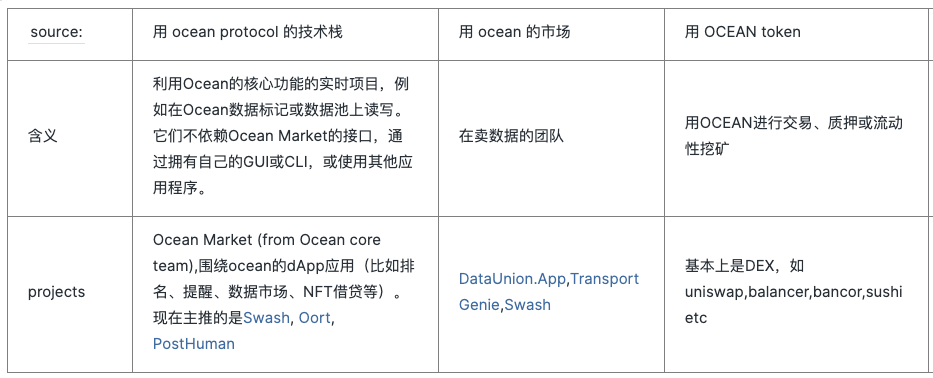 source:
用 ocean protocol 的技术栈
用 ocean 的市场
用 OCEAN token
含义
利用Ocean的核心功能的实时项目，例
如在Ocean数据标记或数据池上读写。
它们不依赖Ocean Market的接口，通
过拥有自己的GUI或CLI，或使用其他应
用程序。
在卖数据的团队
用OCEAN进行交易、质押或流动
性挖矿
projects
Ocean Market (from Ocean core
team),围绕ocean的dApp应用（比如排
名、提醒、数据市场、NFT借贷等）。
现在主推的是Swash, Oort,
PostHuman
DataUnion.App,Transport
Genie,Swash
基本上是DEX，如
uniswap,balancer,bancor,sushi
etc